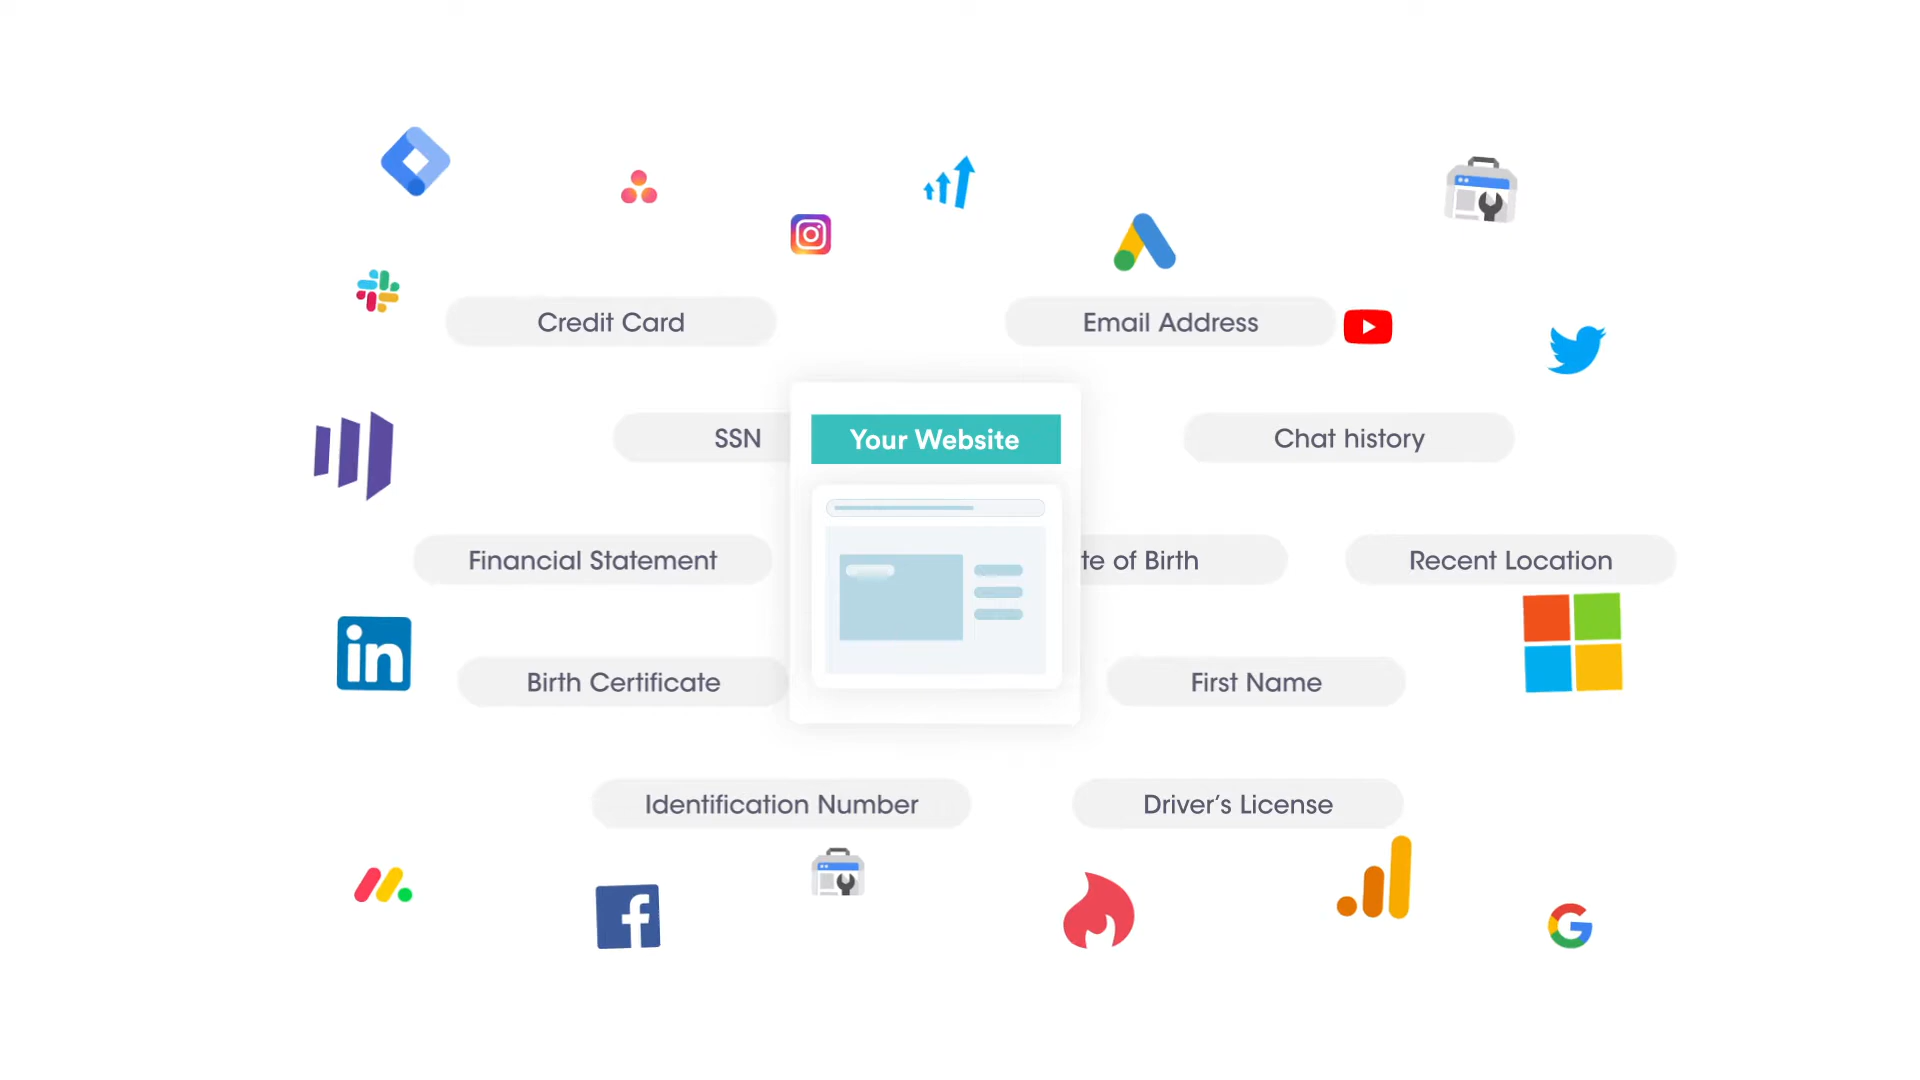 Credit Card
Email Address
SSN
Your Website
Chat history
Financial Statement
te of Birth
Recent Location
in
Birth Certificate
First Name
Identification Number
Driver's License